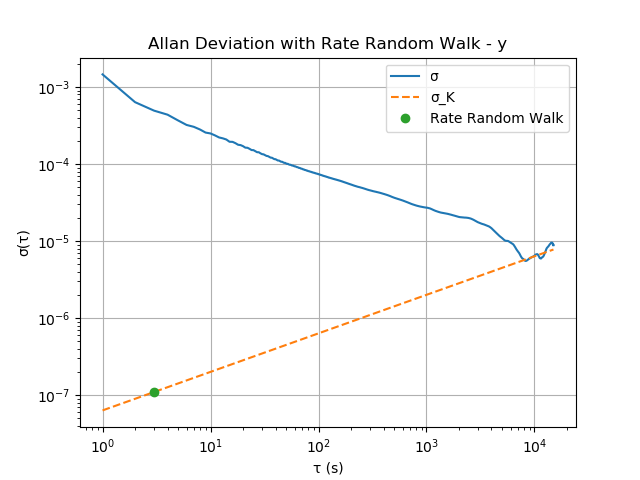 Allan Deviation with Rate Random Walk - y
σ
σ_K
Rate Random Walk
σ(τ)
10⁻³
10⁻⁴
10⁻⁵
10⁻⁶
10⁻⁷
10⁰ 10¹ 10² 10³ 10⁴
τ (s)